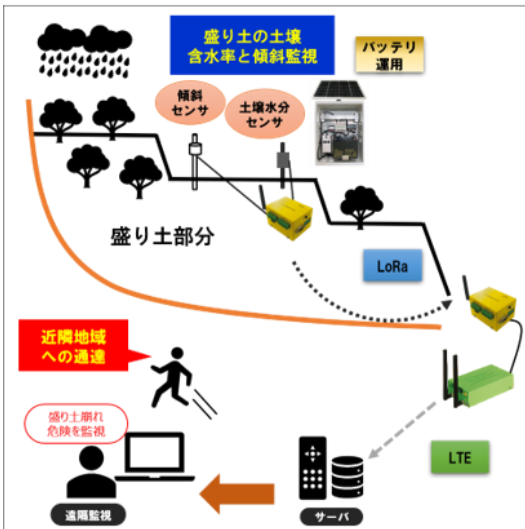 盛り土の土壌
含水率と傾斜監視
バッテリ
運用
傾斜
センサ
土壌水分
センサ
盛り土部分
LoRa
近隣地域
への通達
盛り土崩れ
危険を監視
LTE
遠隔監視
サーバ